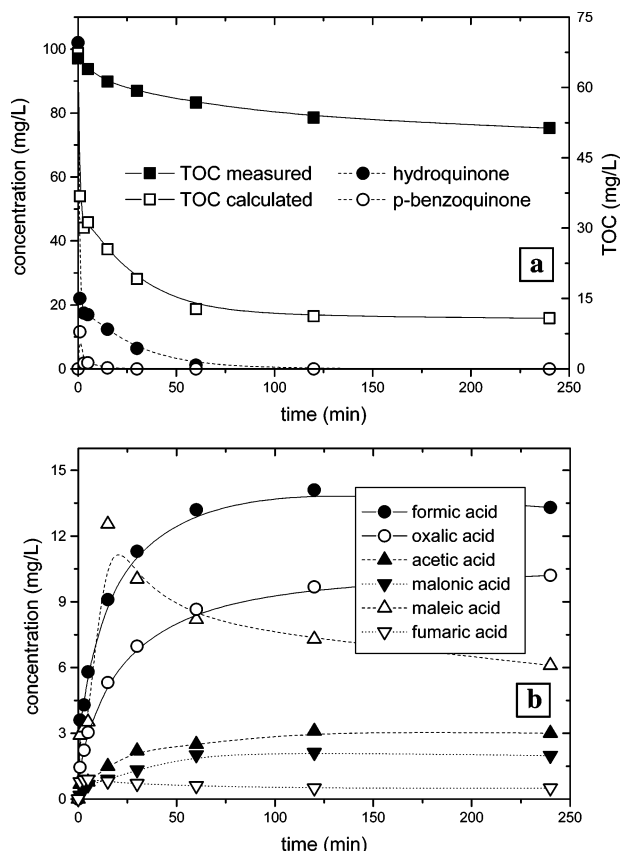 100
80
60
40
20
0
concentration (mg/L)
75
60
45
30
15
0
TOC (mg/L)
TOC measured
TOC calculated
hydroquinone
p-benzoquinone
a
0 50 100 150 200 250
time (min)
15
12
9
6
3
0
concentration (mg/L)
formic acid
oxalic acid
acetic acid
malonic acid
maleic acid
fumaric acid
b
0 50 100 150 200 250
time (min)